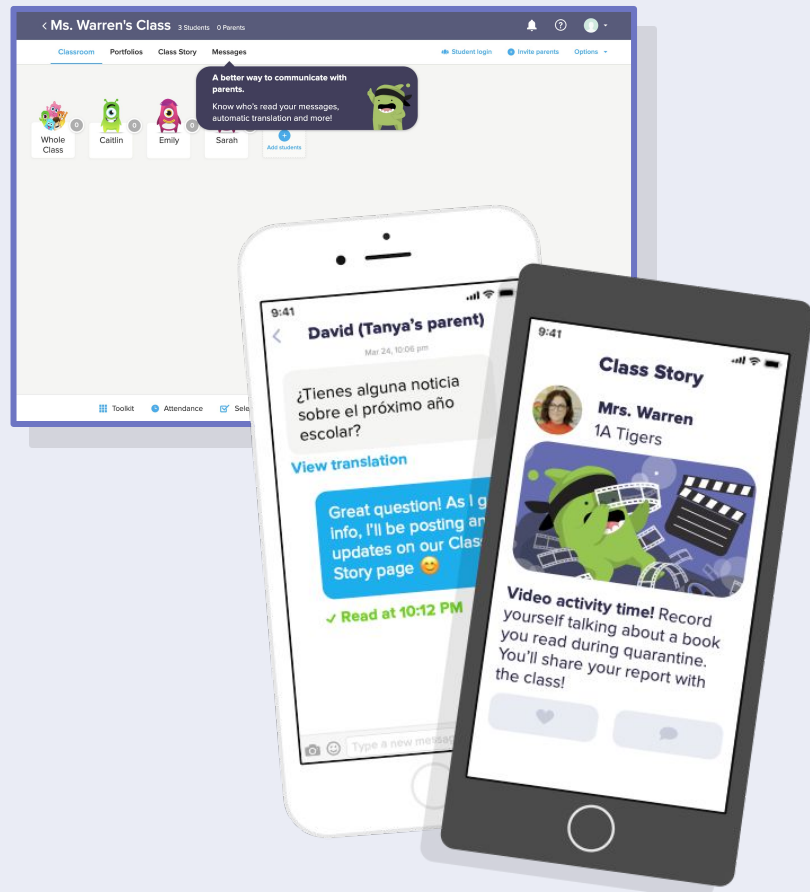 < Ms. Warren's Class 3 Students 0 Parents
Classroom Portfolios Class Story Messages
Student login Invite parents Options
A better way to communicate with
parents.
Know who's read your messages,
automatic translation and more!
0 0 0
Whole
Class
Caitlin
Emily
Sarah
Add students
Toolkit Attendance
9:41
David (Tanya's parent)
Mar 24, 10:06 pm
¿Tienes alguna noticia
sobre el próximo año
escolar?
View translation
Great question! As I
info, I'll be posting
updates on our
Story page 😊
✓ Read at 10:12 PM
Type a new
9:41
Class Story
Mrs. Warren
1A Tigers
Video activity time! Record
yourself talking about a book
you read during quarantine.
You'll share your report with
the class!